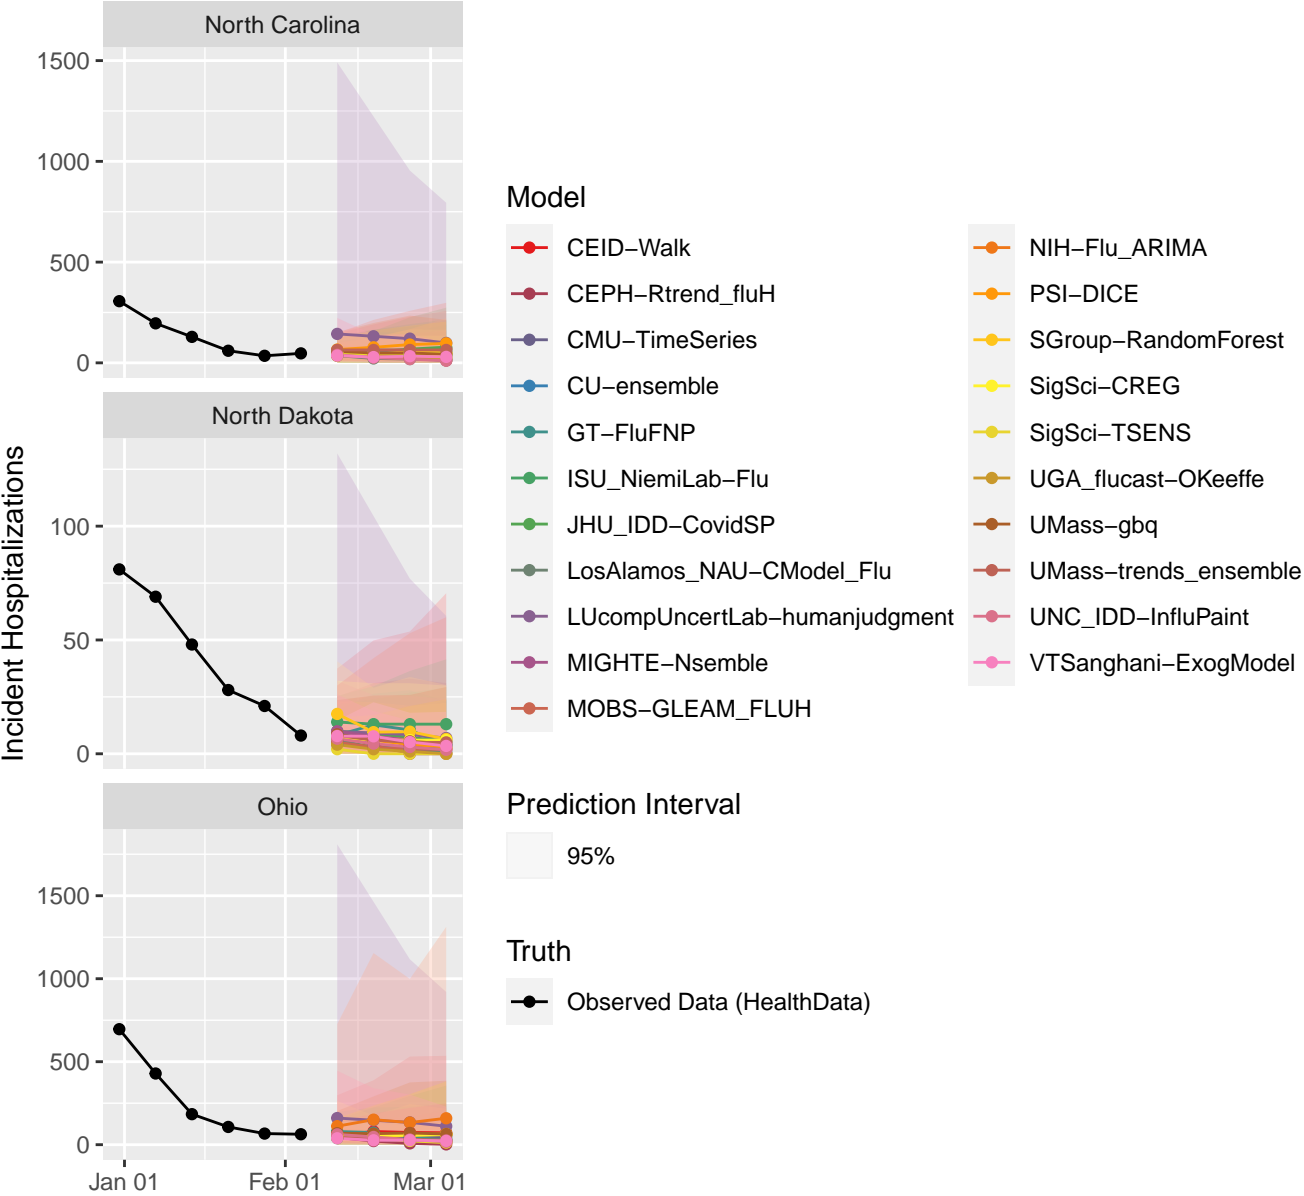 North Carolina
1500
1000
500
0
North Dakota
100
50
0
Ohio
1500
1000
500
0
Jan 01
Feb 01
Mar 01
Incident Hospitalizations
Model
CEID−Walk
CEPH−Rtrend_fluH
CMU−TimeSeries
CU−ensemble
GT−FluFNP
ISU_NiemiLab−Flu
JHU_IDD−CovidSP
LosAlamos_NAU−CModel_Flu
LUcompUncertLab−humanjudgment
MIGHTE−Nsemble
MOBS−GLEAM_FLUH
NIH−Flu_ARIMA
PSI−DICE
SGroup−RandomForest
SigSci−CREG
SigSci−TSENS
UGA_flucast−OKeeffe
UMass−gbq
UMass−trends_ensemble
UNC_IDD−InfluPaint
VTSanghani−ExogModel
Prediction Interval
95%
Truth
Observed Data (HealthData)